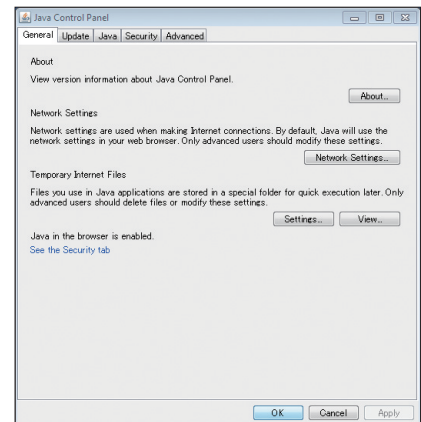 Java Control Panel
General Update Java Security Advanced
About
View version information about Java Control Panel.
About...
Network Settings
Network settings are used when making Internet connections. By default, Java will use the
network settings in your web browser. Only advanced users should modify these settings.
Network Settings...
Temporary Internet Files
Files you use in Java applications are stored in a special folder for quick execution later. Only
advanced users should delete files or modify these settings.
Settings... View...
Java in the browser is enabled.
See the Security tab
OK Cancel Apply